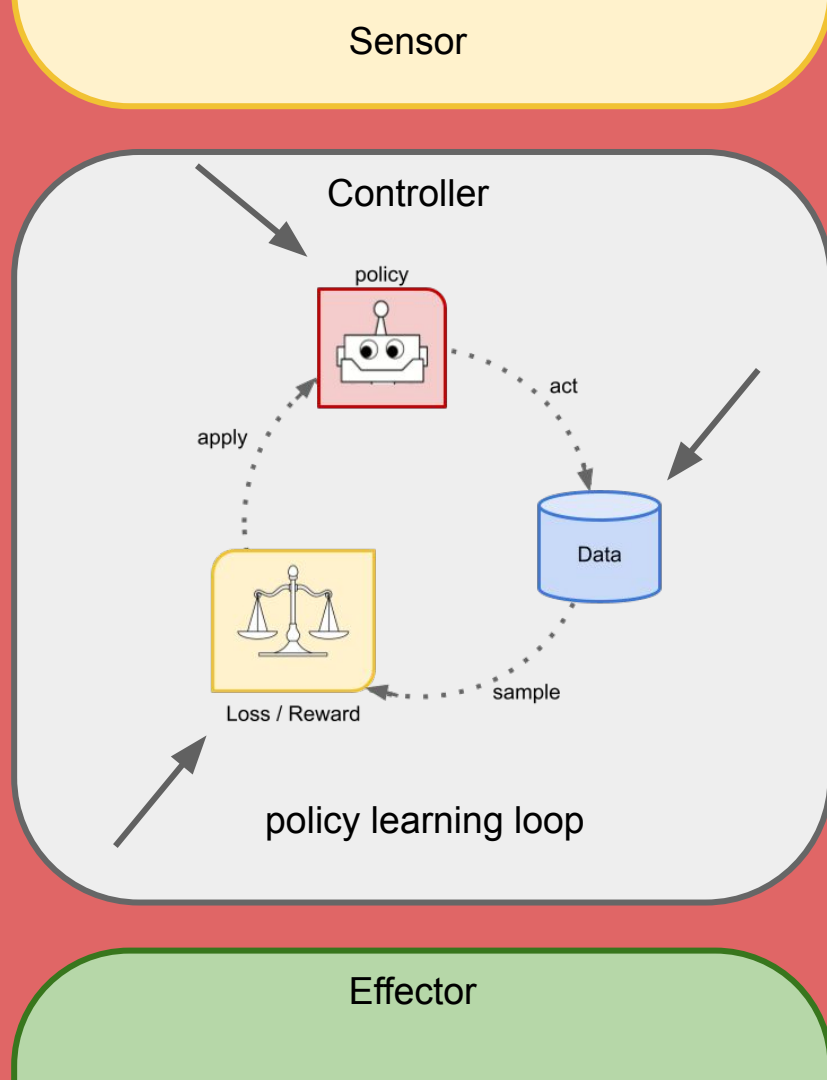 Sensor
Controller
policy
act
apply
Data
sample
Loss / Reward
policy learning loop
Effector